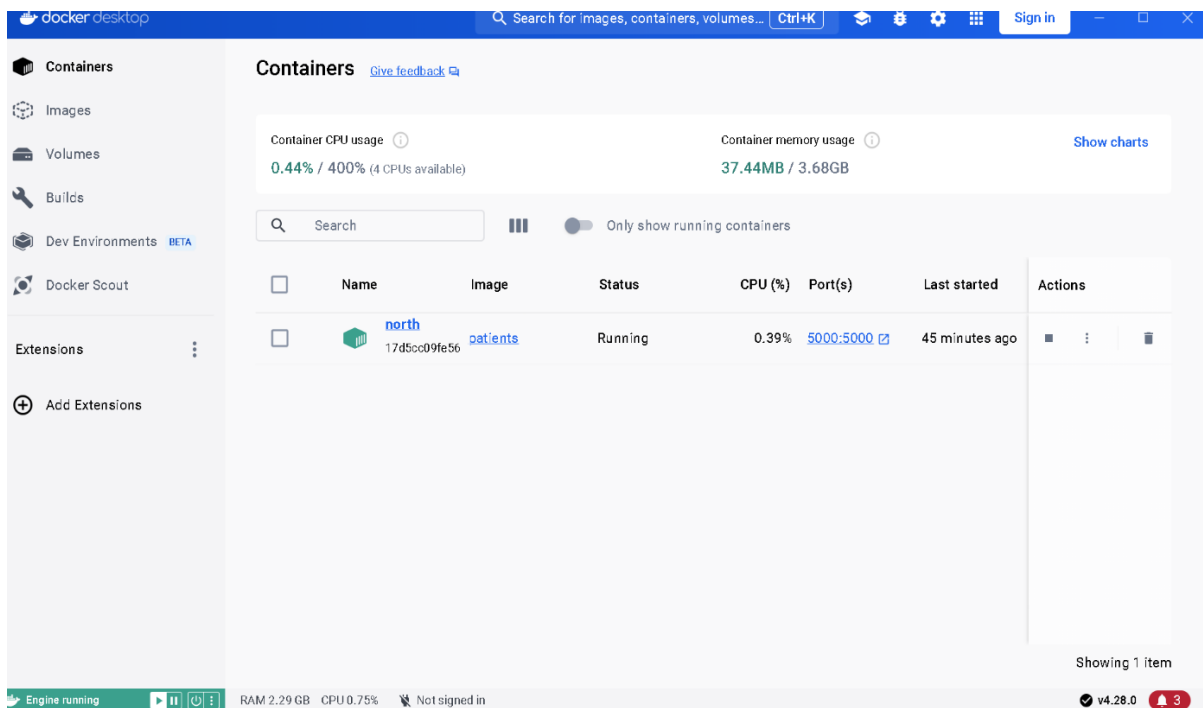 docker desktop
Search for images, containers, volumes... Ctrl+K
Sign in
Containers
Images
Volumes
Builds
Dev Environments BETA
Docker Scout
Extensions
Add Extensions
Containers Give feedback
Container CPU usage
0.44% / 400% (4 CPUs available)
Container memory usage
37.44MB / 3.68GB
Show charts
Search
Only show running containers
Name Image Status CPU (%) Port(s) Last started Actions
north
17d5cc09fe56
patients Running 0.39% 5000:5000 45 minutes ago
Showing 1 item
Engine running
RAM 2.29 GB CPU 0.75% Not signed in
v4.28.0
3